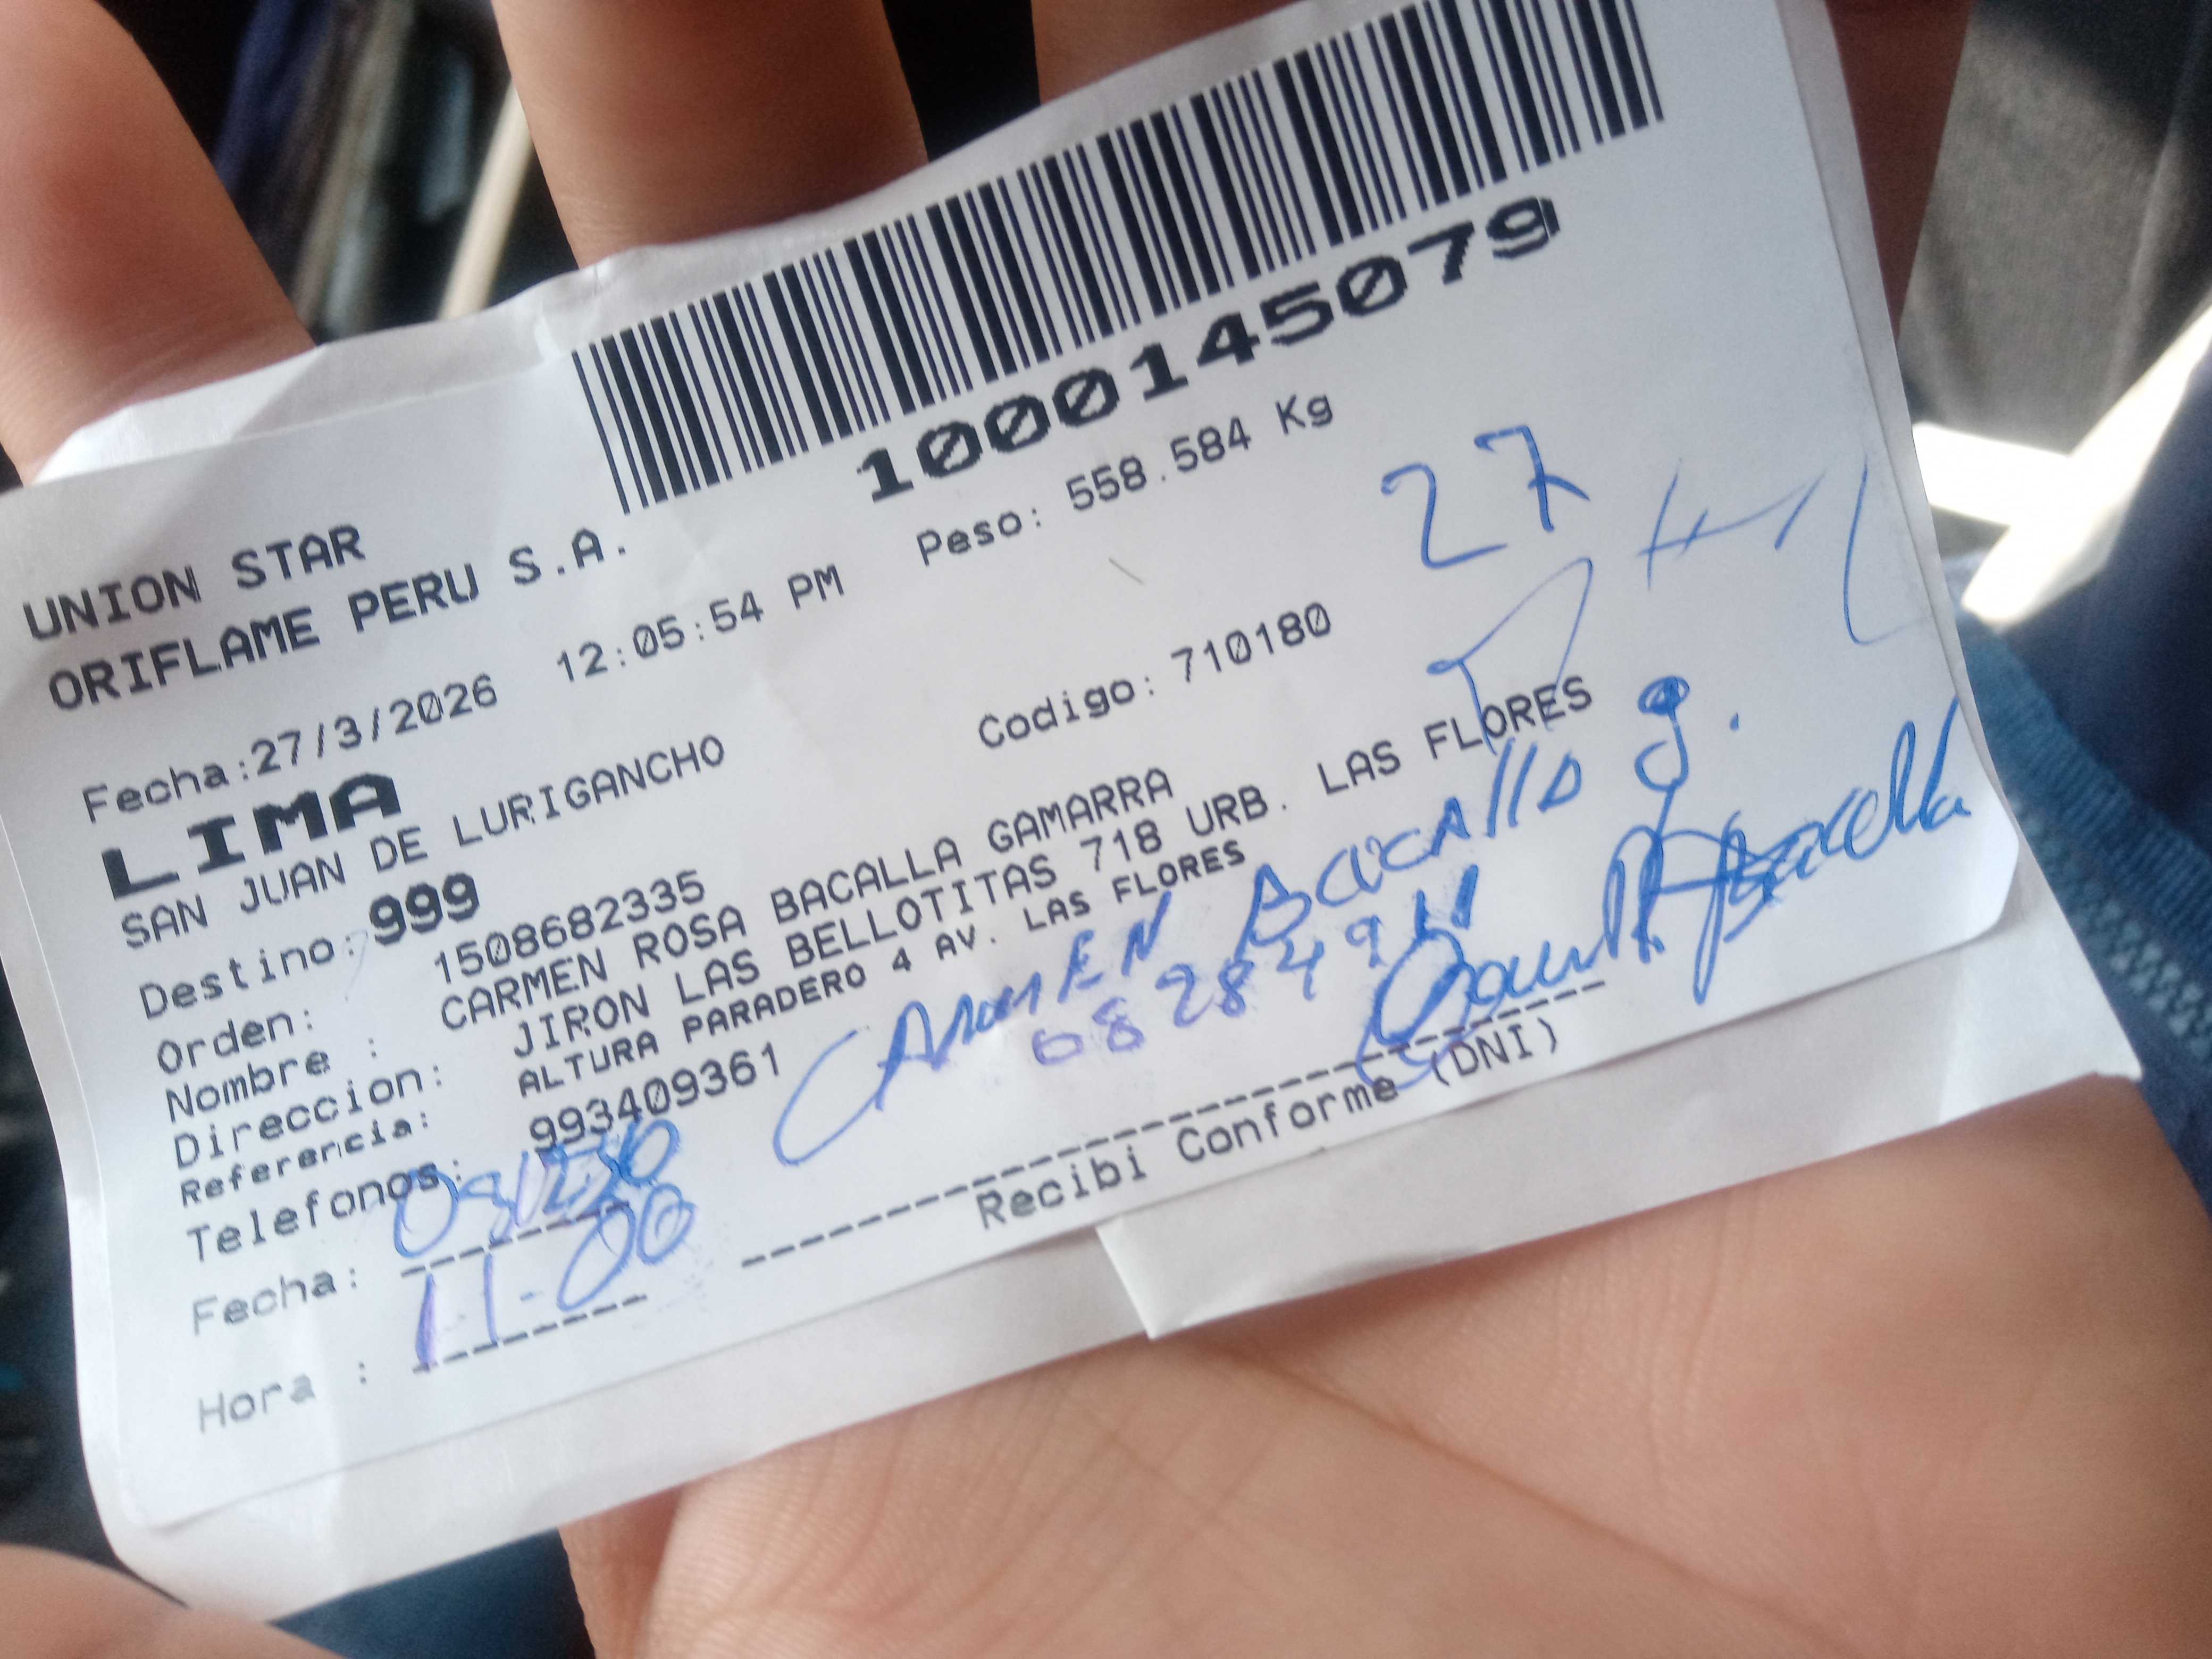 1000145079
UNION STAR
ORIFLAME PERU S.A.
Fecha:27/3/2026 12:05:54 PM Peso: 558.584 Kg
27
LIMA
SAN JUAN DE LURIGANCHO Codigo: 710180
Destino: 999
Orden: 1508682335
Nombre : CARMEN ROSA BACALLA GAMARRA
Direccion: JIRON LAS BELLOTITAS 718 URB. LAS FLORES
Referencia: ALTURA PARADERO 4 AV. LAS FLORES
Telefonos: 993409361
CARMEN BACALLA g.
Fecha:
Hora : 11-00
Recibi Conforme (DNI)